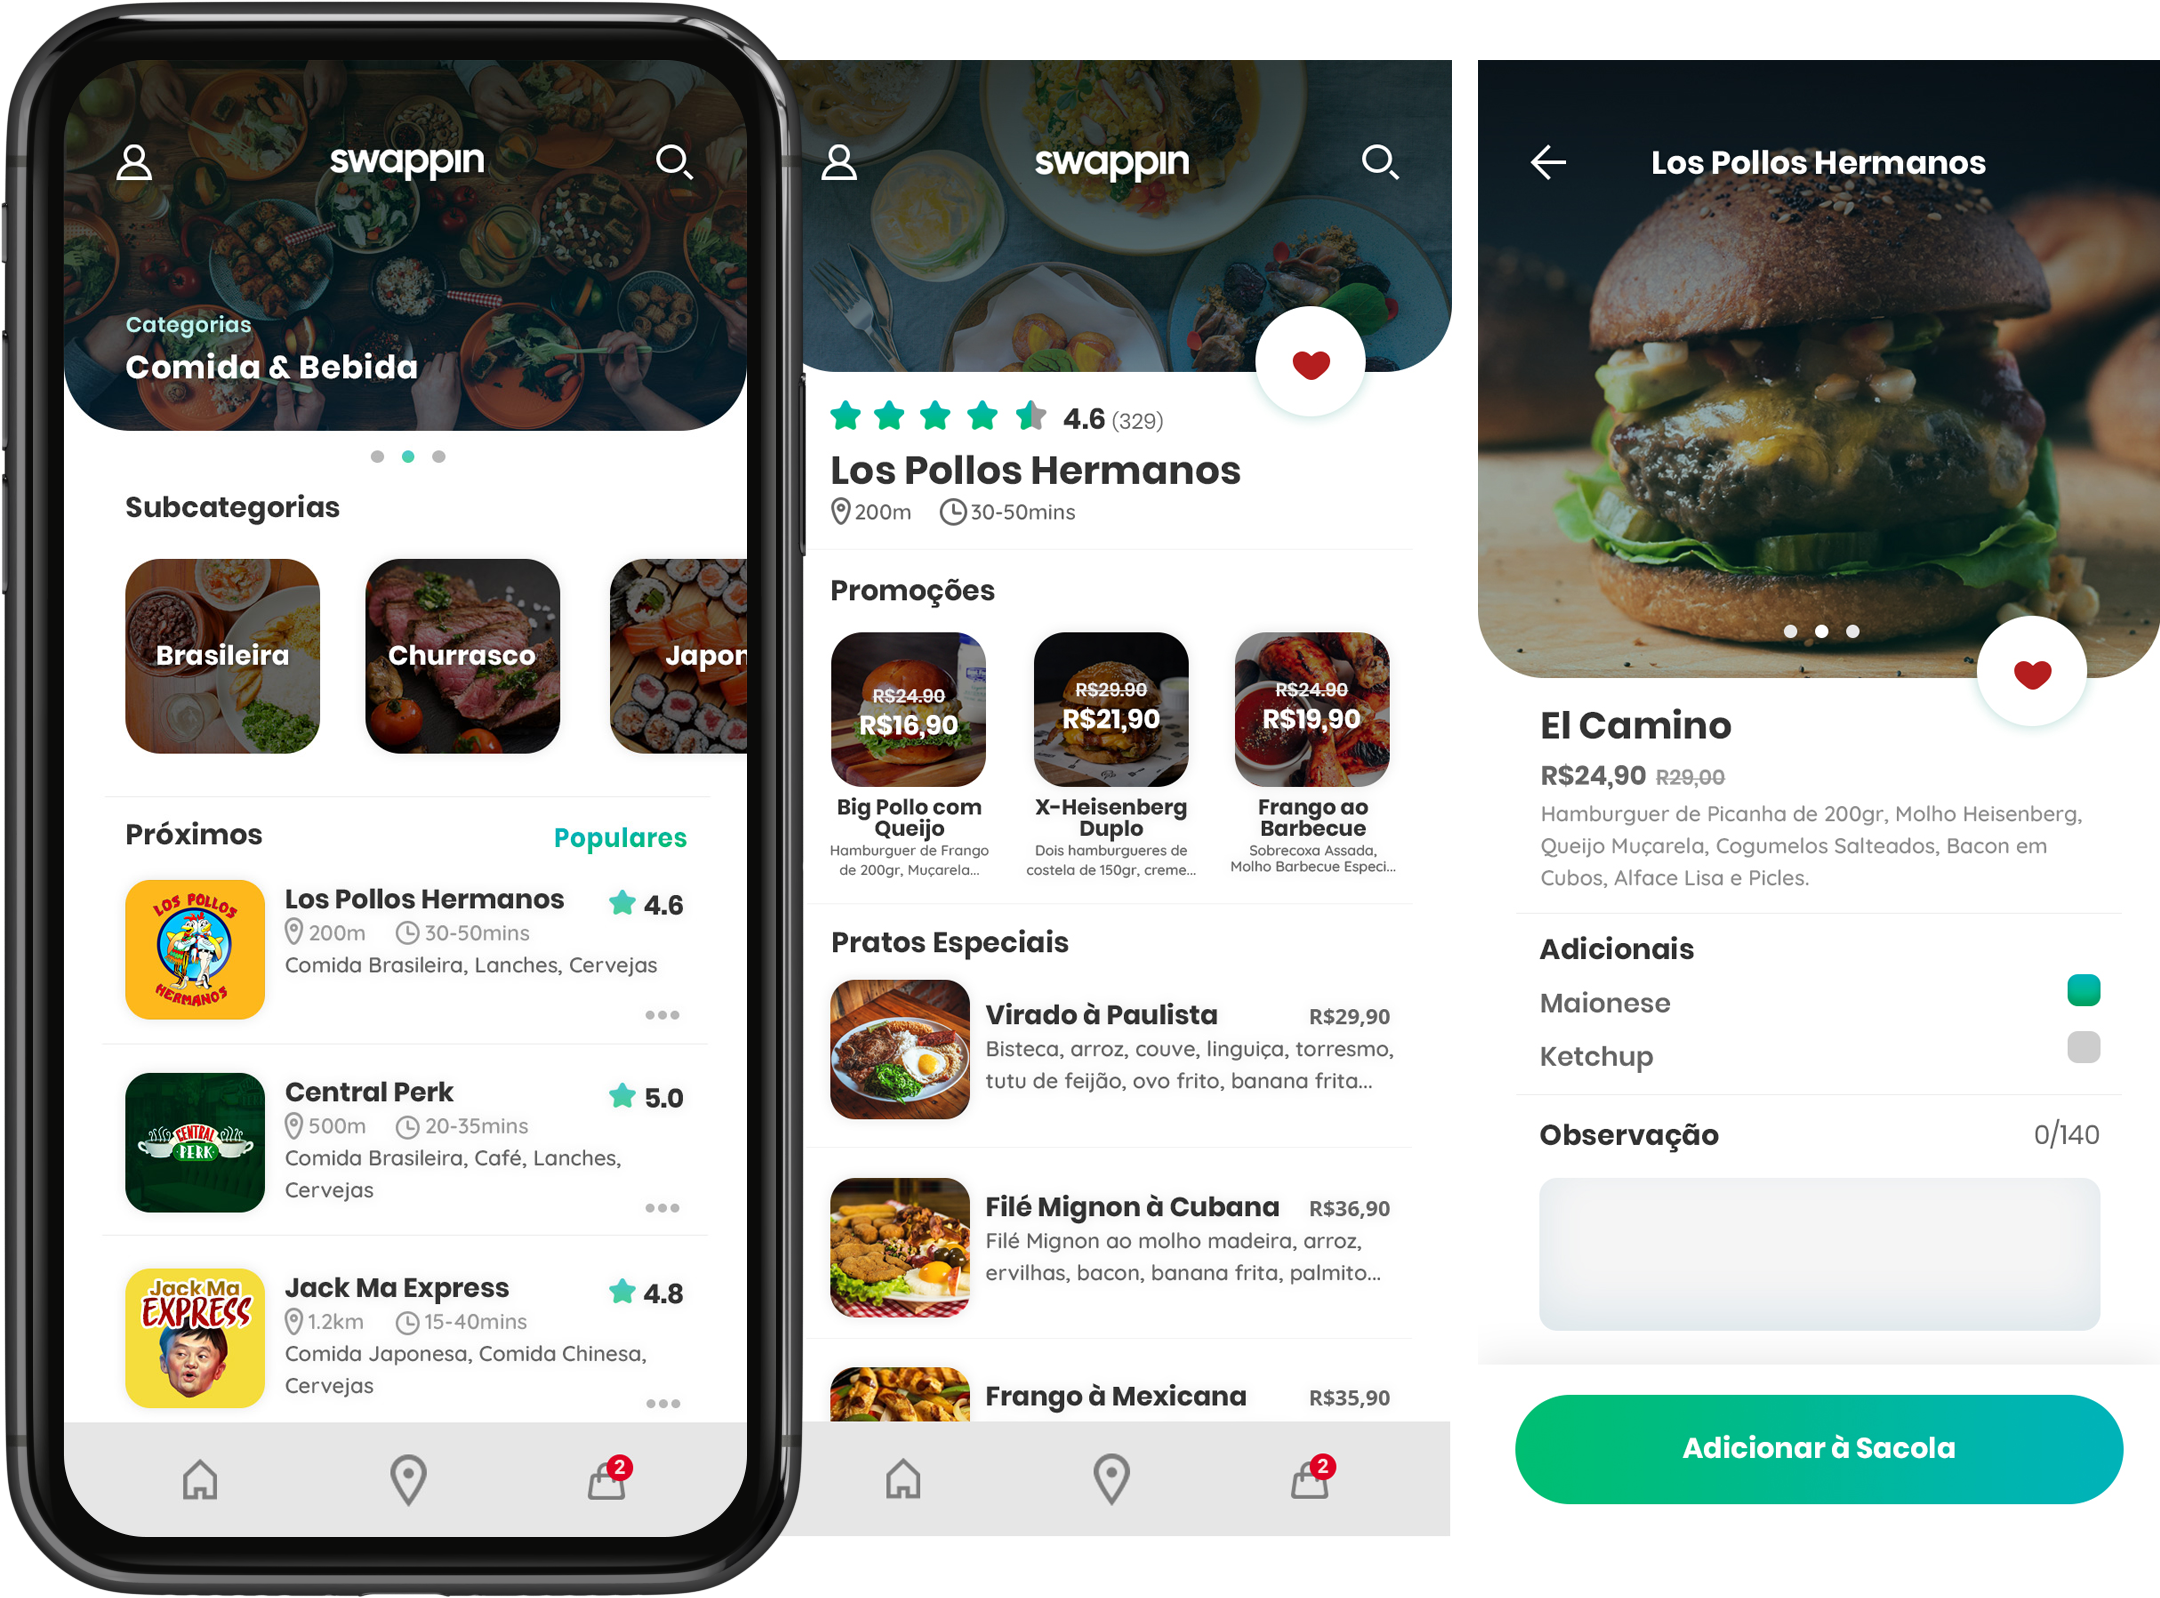 swappin
Categorias
Comida & Bebida
Subcategorias
Brasileira
Churrasco
Japon
Próximos
Populares
LOS POLLOS
HERMANOS
Los Pollos Hermanos
4.6
200m
30-50mins
Comida Brasileira, Lanches, Cervejas
CENTRAL
PERK
Central Perk
5.0
500m
20-35mins
Comida Brasileira, Café, Lanches,
Cervejas
Jack Ma
EXPRESS
Jack Ma Express
4.8
1.2km
15-40mins
Comida Japonesa, Comida Chinesa,
Cervejas
2
swappin
4.6 (329)
Los Pollos Hermanos
200m
30-50mins
Promoções
R$24.90
R$16,90
Big Pollo com
Queijo
Hamburguer de Frango
de 200gr, Muçarela...
R$29.90
R$21,90
X-Heisenberg
Duplo
Dois hamburgueres de
costela de 150gr, creme...
R$24.90
R$19,90
Frango ao
Barbecue
Sobrecoxa Assada,
Molho Barbecue Especi...
Pratos Especiais
Virado à Paulista
R$29,90
Bisteca, arroz, couve, linguiça, torresmo,
tutu de feijão, ovo frito, banana frita...
Filé Mignon à Cubana
R$36,90
Filé Mignon ao molho madeira, arroz,
ervilhas, bacon, banana frita, palmito...
Frango à Mexicana
R$35,90
2
Los Pollos Hermanos
El Camino
R$24,90 R29,00
Hamburguer de Picanha de 200gr, Molho Heisenberg,
Queijo Muçarela, Cogumelos Salteados, Bacon em
Cubos, Alface Lisa e Picles.
Adicionais
Maionese
Ketchup
Observação
0/140
Adicionar à Sacola